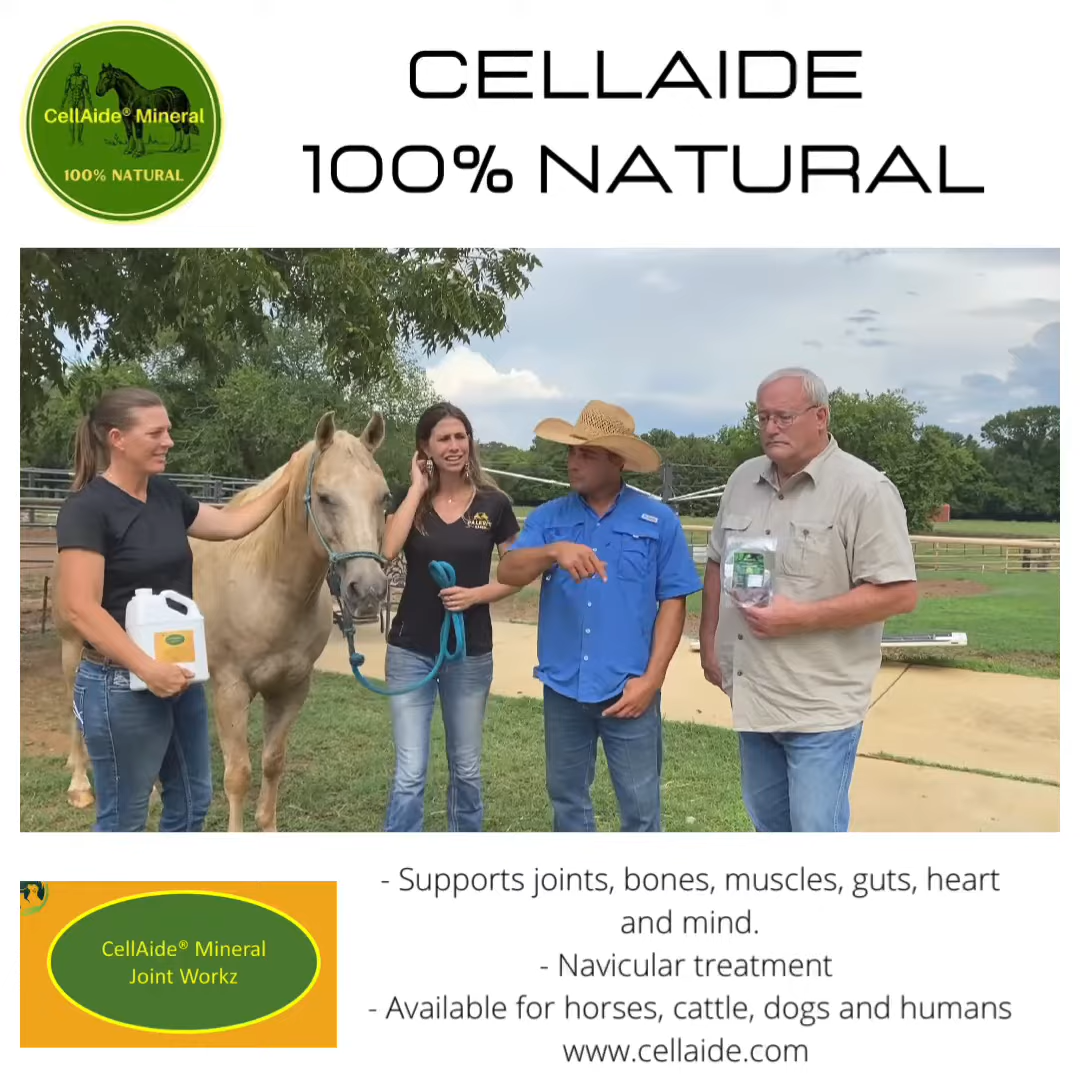 CellAide® Mineral
100% NATURAL
CELLAIDE
100% NATURAL
CellAide® Mineral
Joint Workz
- Supports joints, bones, muscles, guts, heart
and mind.
- Navicular treatment
- Available for horses, cattle, dogs and humans
www.cellaide.com